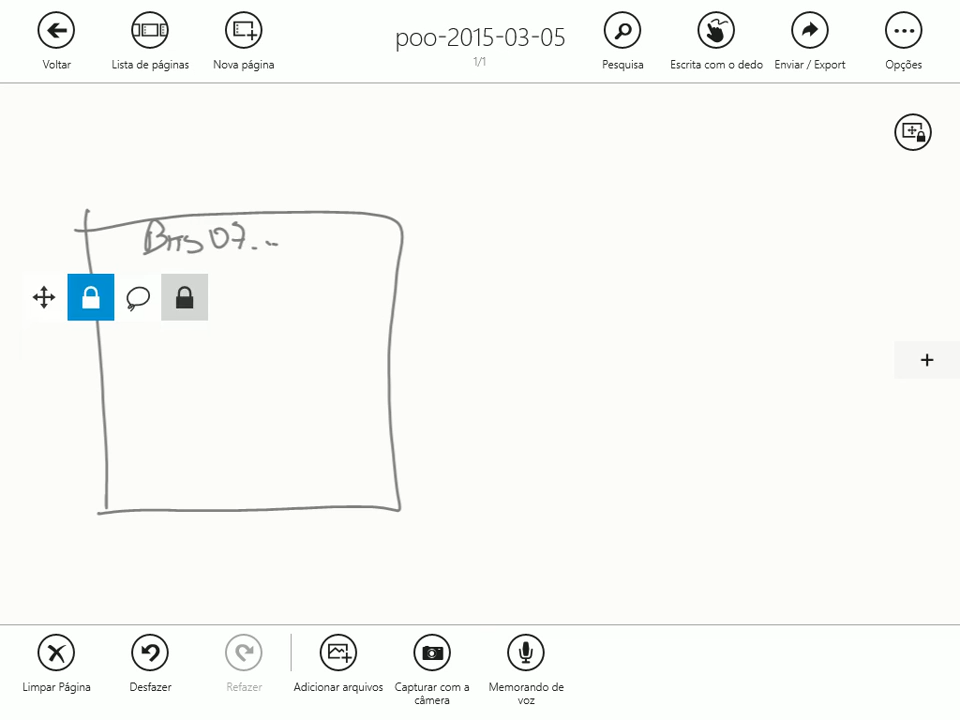 poo-2015-03-05
1/1
Voltar
Lista de páginas
Nova página
Pesquisa
Escrita com o dedo
Enviar / Export
Opções
07...
Limpar Página
Desfazer
Refazer
Adicionar arquivos
Capturar com a
câmera
Memorando de
voz